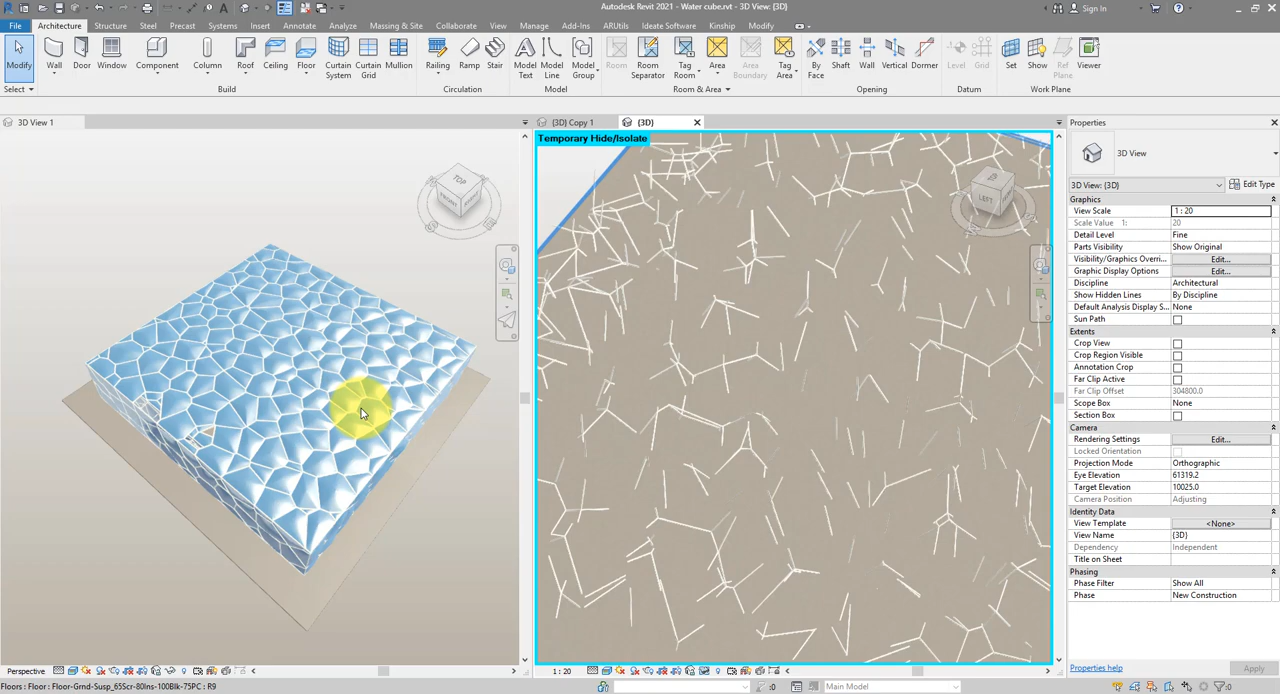 Autodesk Revit 2021 - Water cube.rvt - 3D View: {3D}
Sign In
File Architecture Structure Steel Precast Systems Insert Annotate Analyze Massing & Site Collaborate View Manage Add-Ins ARUtils Ideate Software Kinship Modify
Modify Wall Door Window Component Column Roof Ceiling Floor Curtain System Curtain Grid Mullion Railing Ramp Stair Model Text Model Line Model Group Room Room Separator Tag Room Area Area Boundary Tag Area By Face Shaft Wall Vertical Dormer Level Grid Set Show Ref Plane Viewer
Select Build Circulation Model Room & Area Opening Datum Work Plane
3D View 1
{3D} Copy 1
{3D}
Temporary Hide/Isolate
TOP
FRONT
LEFT
Properties
3D View
3D View: {3D}
Edit Type
Graphics
View Scale 1 : 20
Scale Value 1: 20
Detail Level Fine
Parts Visibility Show Original
Visibility/Graphics Overri... Edit...
Graphic Display Options Edit...
Discipline Architectural
Show Hidden Lines By Discipline
Default Analysis Display S... None
Sun Path
Extents
Crop View
Crop Region Visible
Annotation Crop
Far Clip Active
Far Clip Offset 304800.0
Scope Box None
Section Box
Camera
Rendering Settings Edit...
Locked Orientation
Projection Mode Orthographic
Eye Elevation 61319.2
Target Elevation 10025.0
Camera Position Adjusting
Identity Data
View Template <None>
View Name {3D}
Dependency Independent
Title on Sheet
Phasing
Phase Filter Show All
Phase New Construction
Properties help
Apply
Perspective
1 : 20
Floors : Floor : Floor-Grnd-Susp_65Scr-80Ins-100Blk-75PC : R9
:0
Main Model
:0